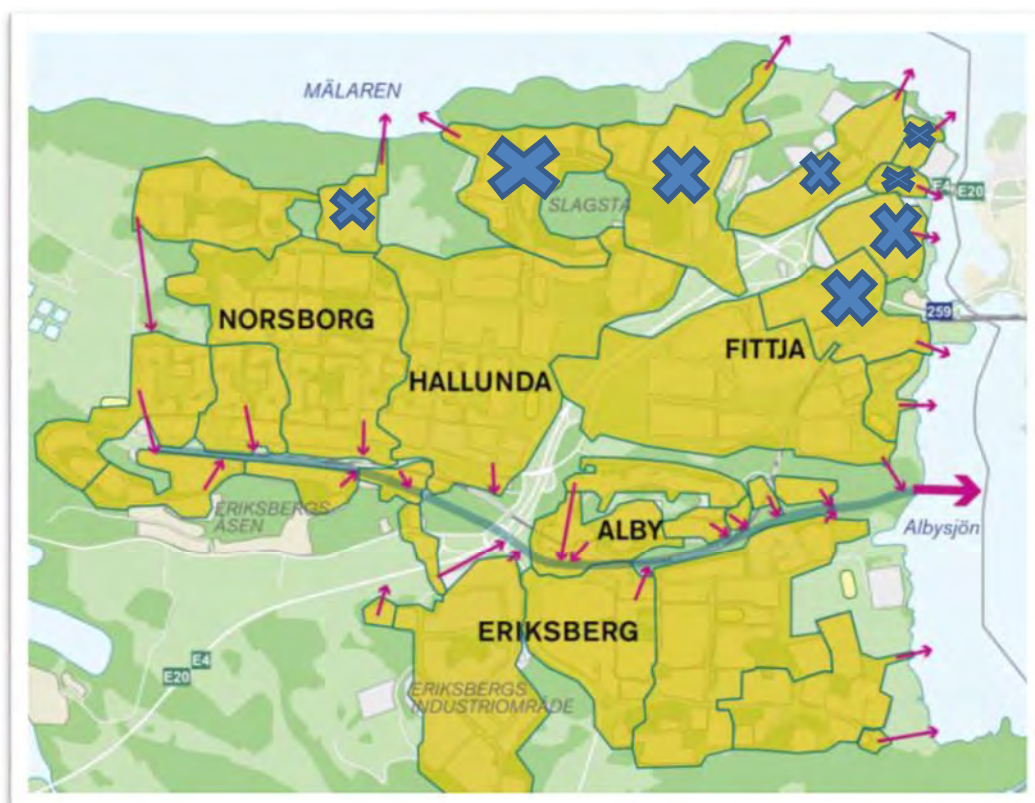 MÄLAREN
SLAGSTA
E4
E20
NORSBORG
259
FITTJA
HALLUNDA
ERIKSBERGS
ÅSEN
ALBY
Albysjön
ERIKSBERG
E4
E20
ERIKSBERGS
INDUSTRIOMRÅDE